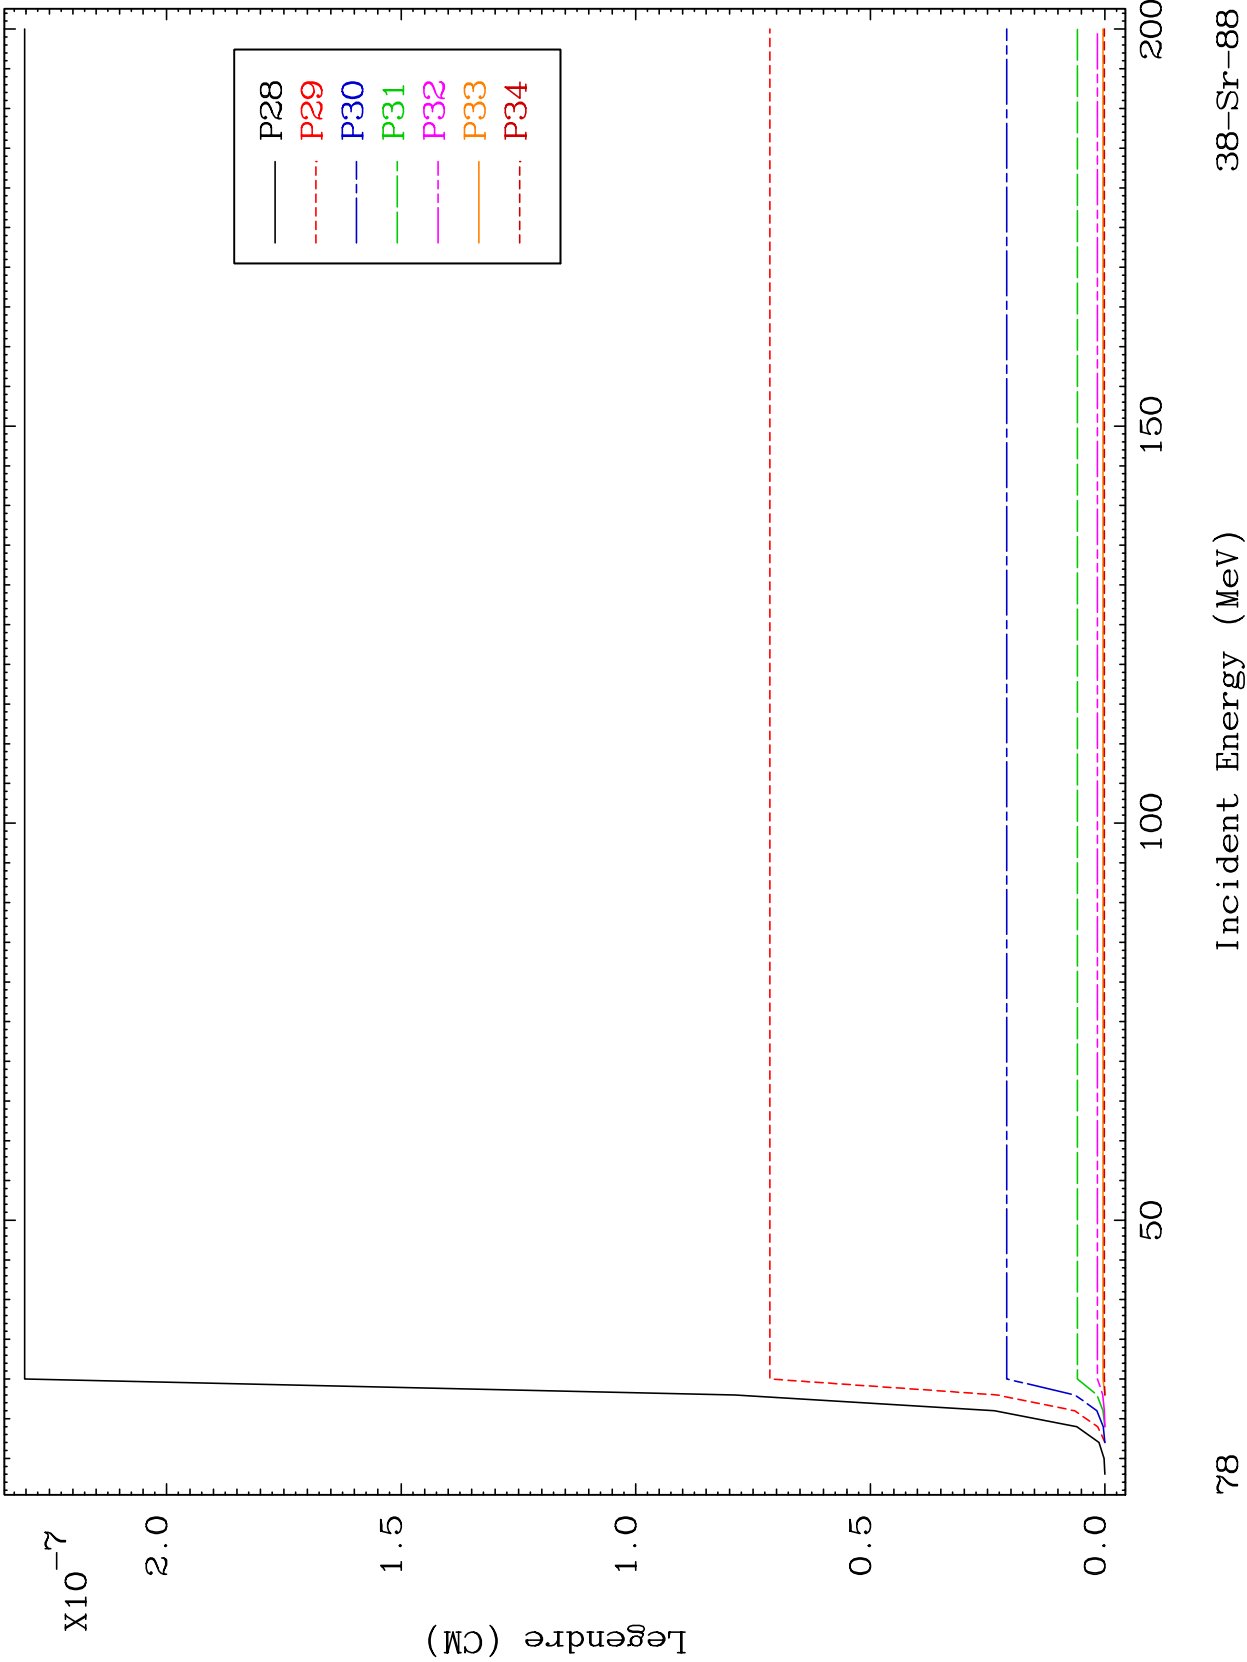 X10-7
2.0
1.5
1.0
0.5
0.0
Legendre (CM)
P28
P29
P30
P31
P32
P33
P34
50
100
150
200
78
Incident Energy (MeV)
38-Sr-88